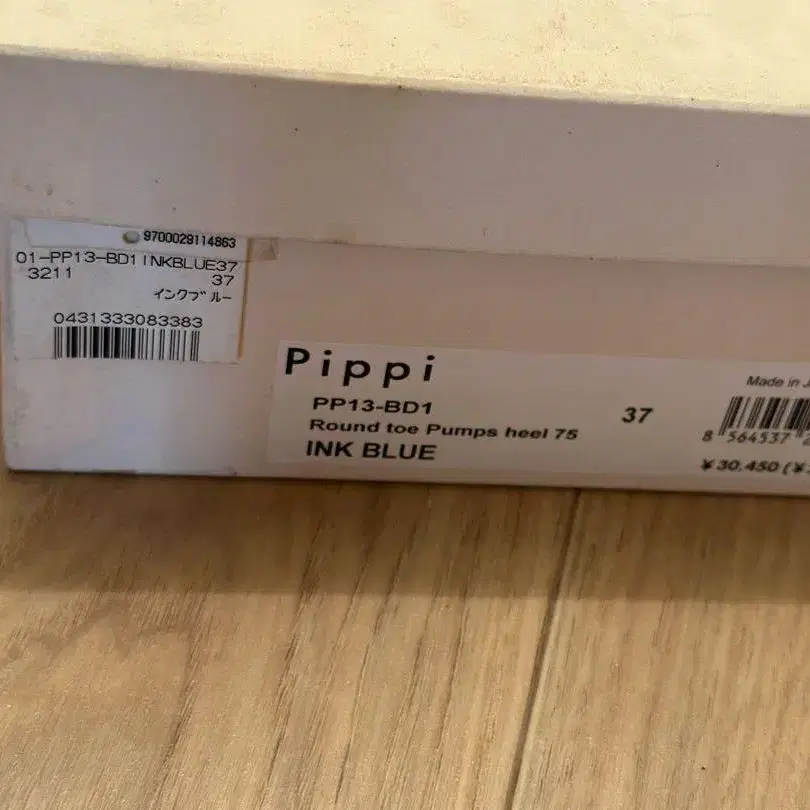 9700029114863
01-PP13-BD1INKBLUE37
3211 37
インクブルー
0431333083383
Pippi
PP13-BD1
Round toe Pumps heel 75
INK BLUE
37
Made in
8 564537
¥30,450 (¥